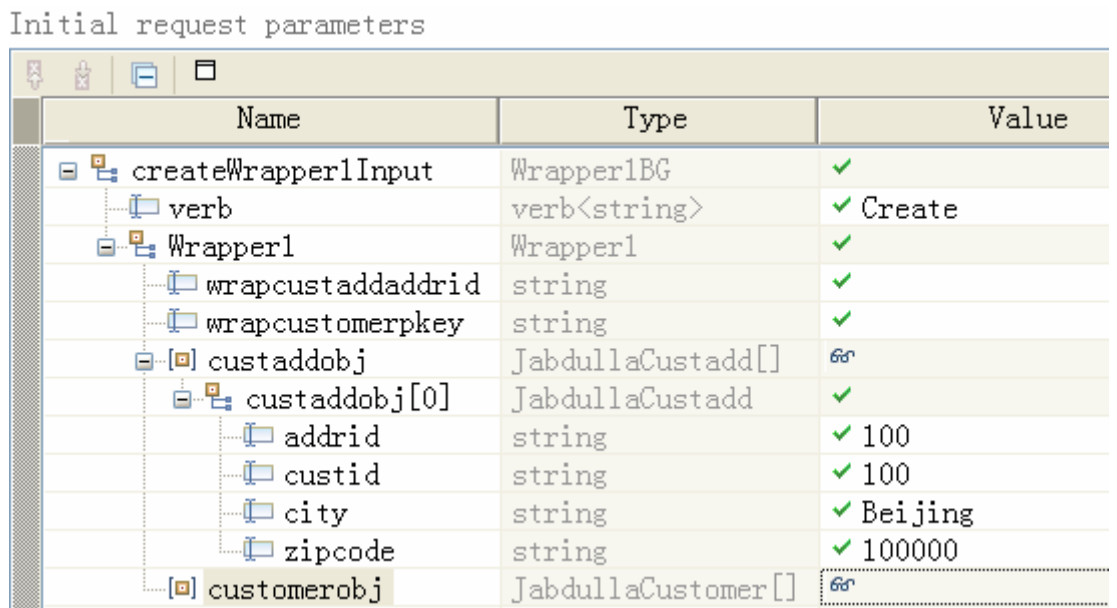 Initial request parameters
Name Type Value
createWrapper1Input Wrapper1BG
verb verb<string> Create
Wrapper1 Wrapper1
wrapcustaddaddrid string
wrapcustomerpkey string
custaddobj JabdullaCustadd[]
custaddobj[0] JabdullaCustadd
addrid string 100
custid string 100
city string Beijing
zipcode string 100000
customerobj JabdullaCustomer[]